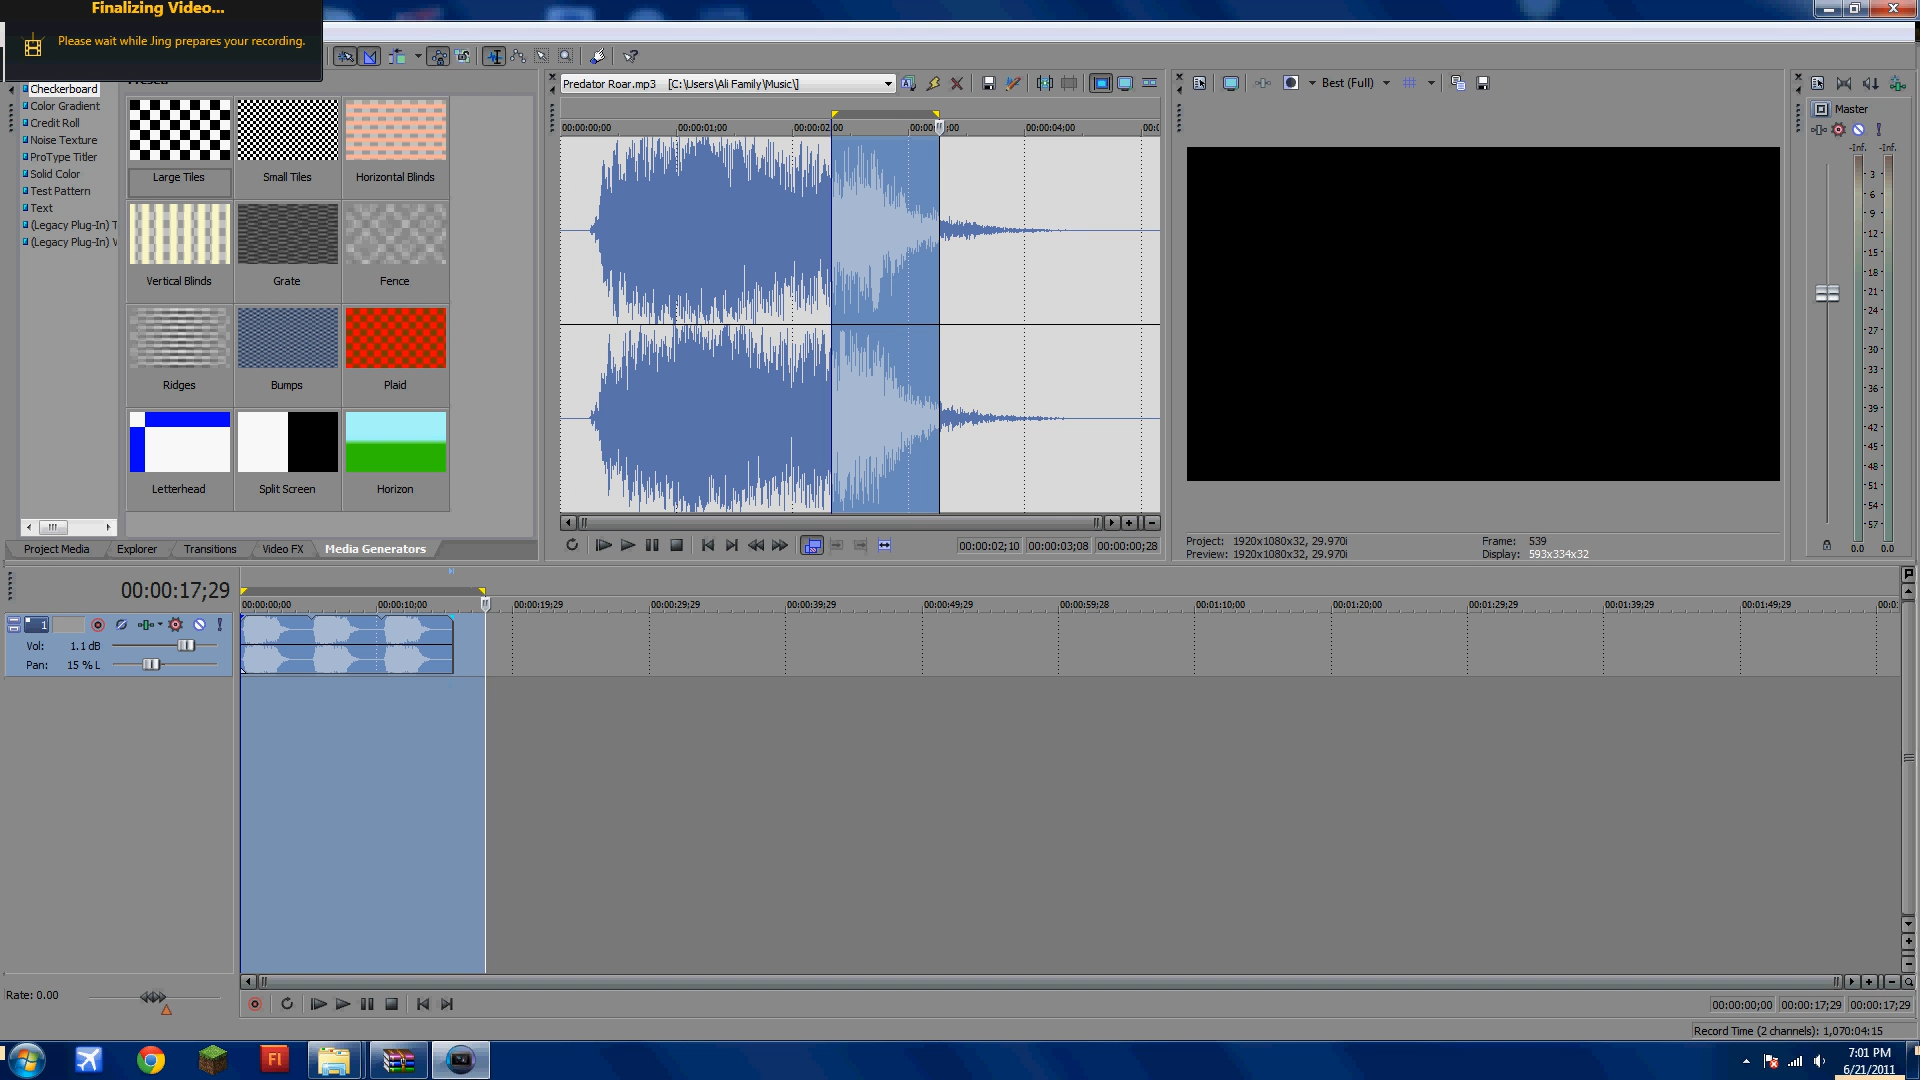 Finalizing Video...
Please wait while Jing prepares your recording.
Checkerboard
Color Gradient
Credit Roll
Noise Texture
ProType Titler
Solid Color
Test Pattern
Text
(Legacy Plug-In) T
(Legacy Plug-In) V
Large Tiles
Small Tiles
Horizontal Blinds
Vertical Blinds
Grate
Fence
Ridges
Bumps
Plaid
Letterhead
Split Screen
Horizon
Project Media
Explorer
Transitions
Video FX
Media Generators
Predator Roar.mp3 [C:\Users\Ali Family\Music\]
00:00:00;00
00:00:01;00
00:00:04;00
00:00:02;10
00:00:03;08
00:00:00;28
Best (Full)
Project: 1920x1080x32, 29.970i
Preview: 1920x1080x32, 29.970i
Frame: 539
Display: 593x334x32
Master
-Inf. -Inf.
3
6
9
12
15
18
21
24
27
30
33
36
39
42
45
48
51
54
57
0.0 0.0
00:00:17;29
00:00:00;00
00:00:10;00
00:00:19;29
00:00:29;29
00:00:39;29
00:00:49;29
00:00:59;28
00:01:10;00
00:01:20;00
00:01:29;29
00:01:39;29
00:01:49;29
1
Vol: 1.1 dB
Pan: 15 % L
Rate: 0.00
00:00:00;00
00:00:17;29
00:00:17;29
Record Time (2 channels): 1,070:04:15
Fl
7:01 PM
6/21/2011